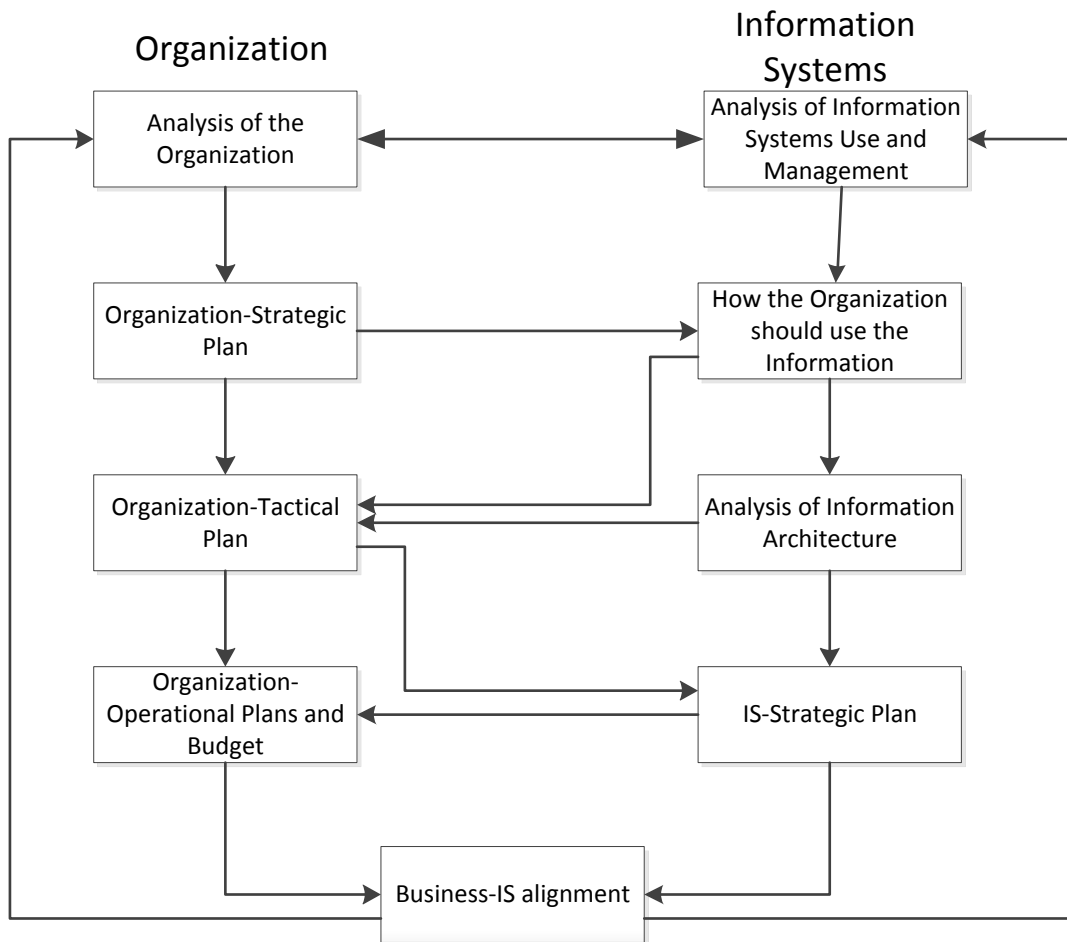 Organization
Information
Systems
Analysis of the
Organization
Analysis of Information
Systems Use and
Management
Organization-Strategic
Plan
How the Organization
should use the
Information
Organization-Tactical
Plan
Analysis of Information
Architecture
Organization-
Operational Plans and
Budget
IS-Strategic Plan
Business-IS alignment